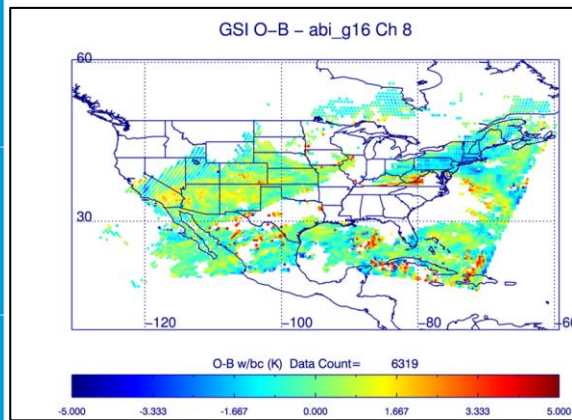 GSI O-B - abi_g16 Ch 8
60
30
-120 -100 -80 -60
O-B w/bc (K) Data Count= 6319
-5.000 -3.333 -1.667 0.000 1.667 3.333 5.000